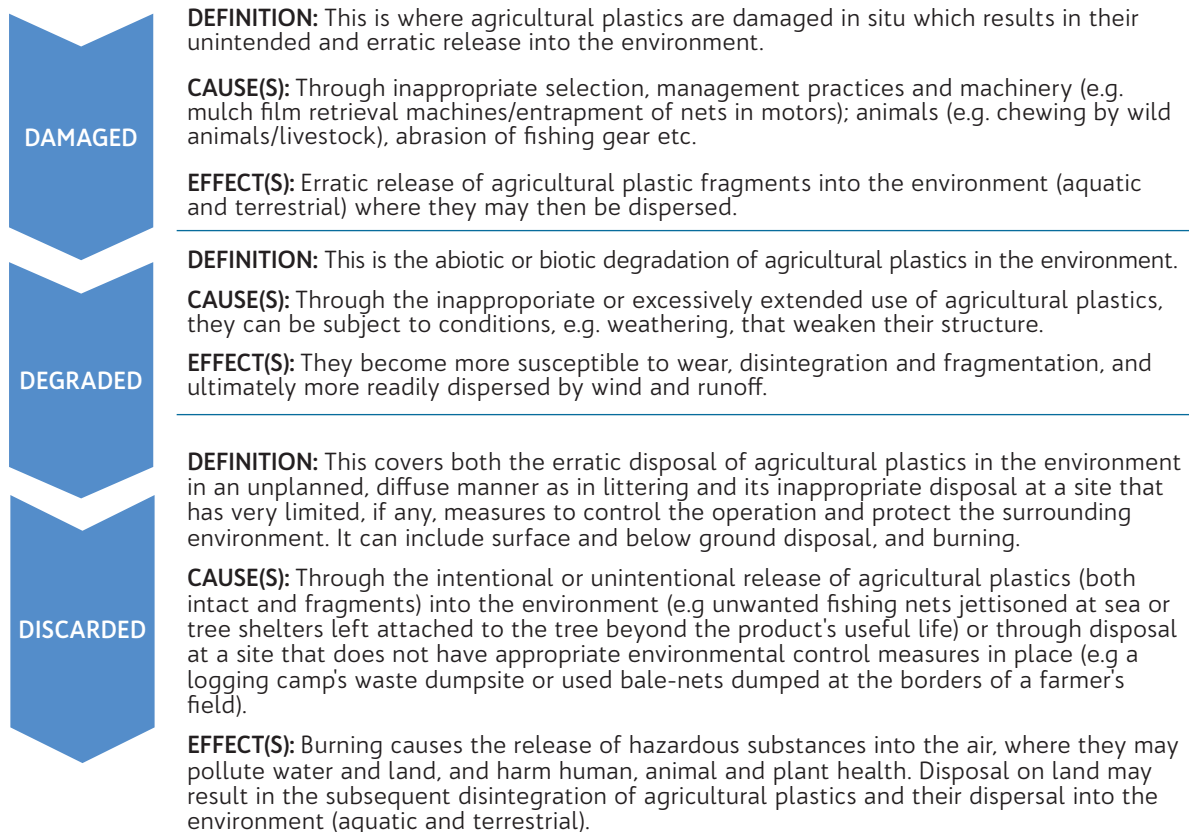 DAMAGED
DEFINITION: This is where agricultural plastics are damaged in situ which results in their
unintended and erratic release into the environment.
CAUSE(S): Through inappropriate selection, management practices and machinery (e.g.
mulch film retrieval machines/entrapment of nets in motors); animals (e.g. chewing by wild
animals/livestock), abrasion of fishing gear etc.
EFFECT(S): Erratic release of agricultural plastic fragments into the environment (aquatic
and terrestrial) where they may then be dispersed.
DEGRADED
DEFINITION: This is the abiotic or biotic degradation of agricultural plastics in the environment.
CAUSE(S): Through the inapproporiate or excessively extended use of agricultural plastics,
they can be subject to conditions, e.g. weathering, that weaken their structure.
EFFECT(S): They become more susceptible to wear, disintegration and fragmentation, and
ultimately more readily dispersed by wind and runoff.
DISCARDED
DEFINITION: This covers both the erratic disposal of agricultural plastics in the environment
in an unplanned, diffuse manner as in littering and its inappropriate disposal at a site that
has very limited, if any, measures to control the operation and protect the surrounding
environment. It can include surface and below ground disposal, and burning.
CAUSE(S): Through the intentional or unintentional release of agricultural plastics (both
intact and fragments) into the environment (e.g unwanted fishing nets jettisoned at sea or
tree shelters left attached to the tree beyond the product's useful life) or through disposal
at a site that does not have appropriate environmental control measures in place (e.g a
logging camp's waste dumpsite or used bale-nets dumped at the borders of a farmer's
field).
EFFECT(S): Burning causes the release of hazardous substances into the air, where they may
pollute water and land, and harm human, animal and plant health. Disposal on land may
result in the subsequent disintegration of agricultural plastics and their dispersal into the
environment (aquatic and terrestrial).